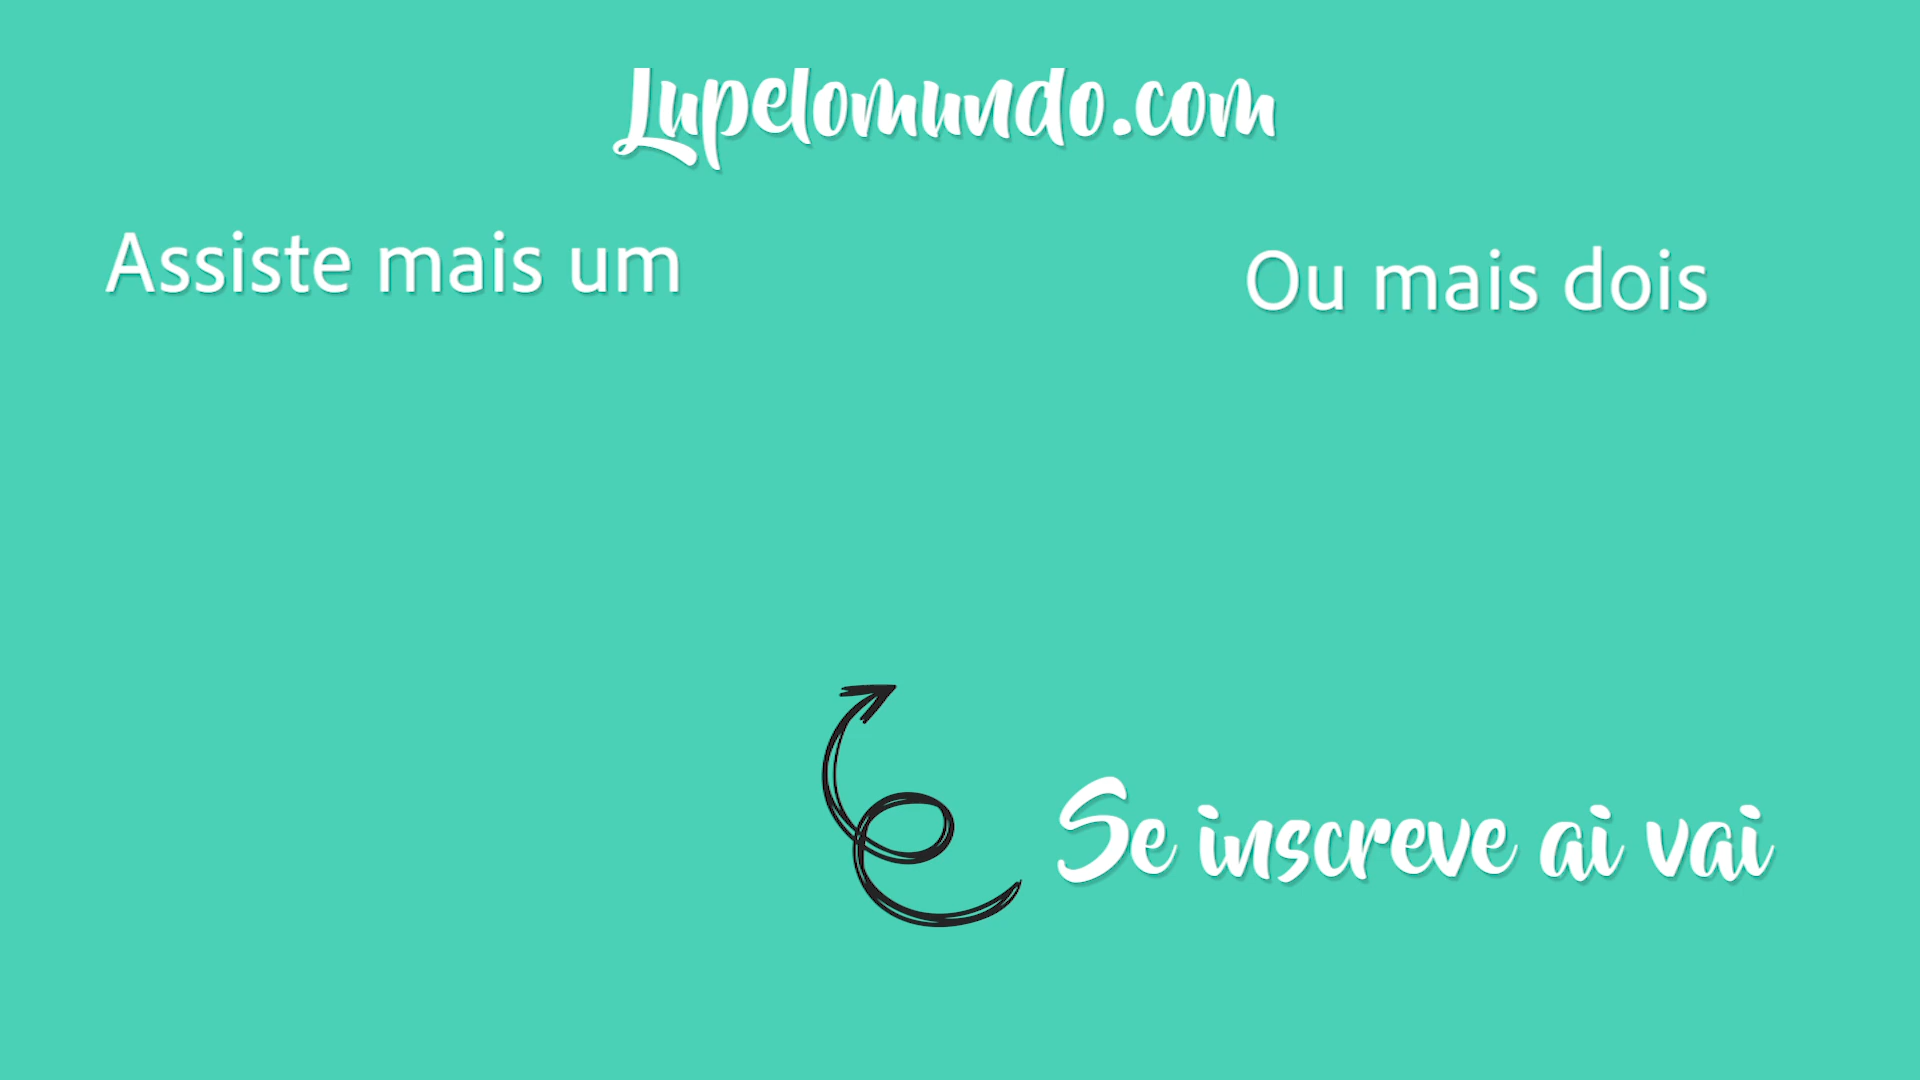 Lupelomundo.com
Assiste mais um
Ou mais dois
Se inscreve ai vai